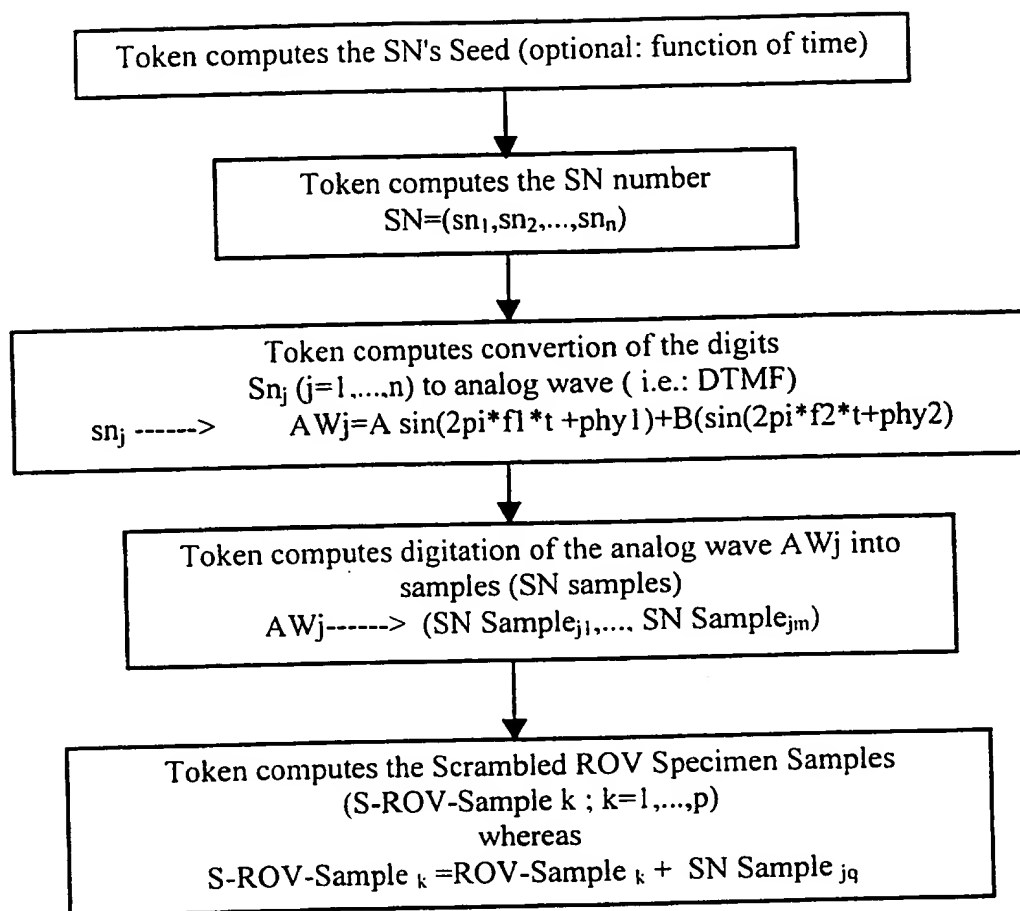 Token computes the SN's Seed (optional: function of time)
Token computes the SN number
SN=(sn₁,sn₂,...,snₙ)
Token computes convertion of the digits
Snⱼ (j=1,...,n) to analog wave ( i.e.: DTMF)
snⱼ ------> AWj=A sin(2pi*f1*t +phy1)+B(sin(2pi*f2*t+phy2)
Token computes digitation of the analog wave AWj into
samples (SN samples)
AWj------> (SN Sampleⱼ₁,..., SN Sampleⱼₘ)
Token computes the Scrambled ROV Specimen Samples
(S-ROV-Sample k ; k=1,...,p)
whereas
S-ROV-Sample ₖ =ROV-Sample ₖ + SN Sample jq